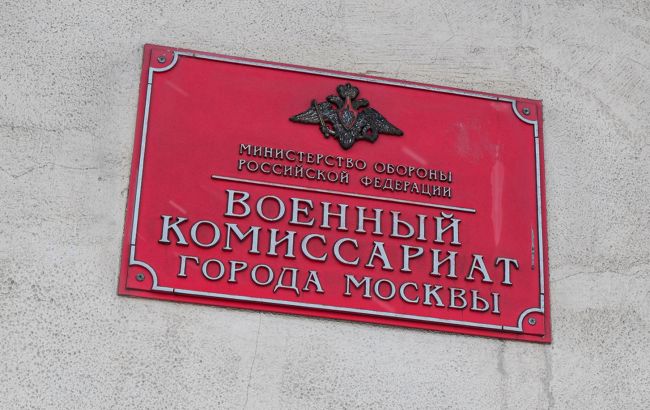 МИНИСТЕРСТВО ОБОРОНЫ
РОССИЙСКОЙ ФЕДЕРАЦИИ
ВОЕННЫЙ
КОМИССАРИАТ
ГОРОДА МОСКВЫ